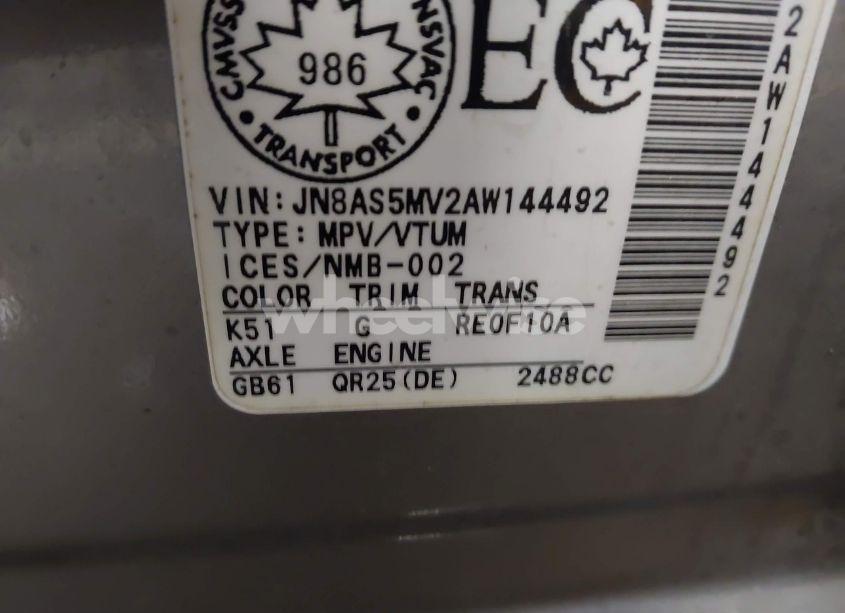 CMVSS
NSVAC
986
• TRANSPORT •
EC
VIN: JN8AS5MV2AW144492
TYPE: MPV/VTUM
ICES/NMB-002
COLOR TRIM TRANS
K51 G RE0F10A
AXLE ENGINE
GB61 QR25(DE) 2488CC
2AW144492
wheelwise